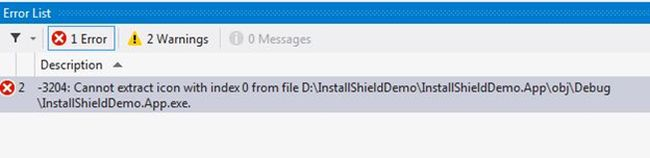 Error List
1 Error
2 Warnings
0 Messages
Description
2 -3204: Cannot extract icon with index 0 from file D:\InstallShieldDemo\InstallShieldDemo.App\obj\Debug
\InstallShieldDemo.App.exe.